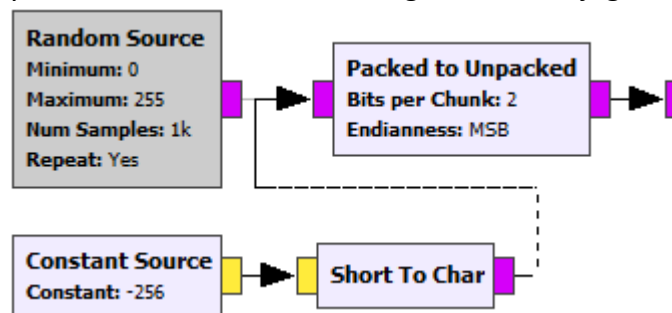 Random Source
Minimum: 0
Maximum: 255
Num Samples: 1k
Repeat: Yes
Packed to Unpacked
Bits per Chunk: 2
Endianness: MSB
Constant Source
Constant: -256
Short To Char